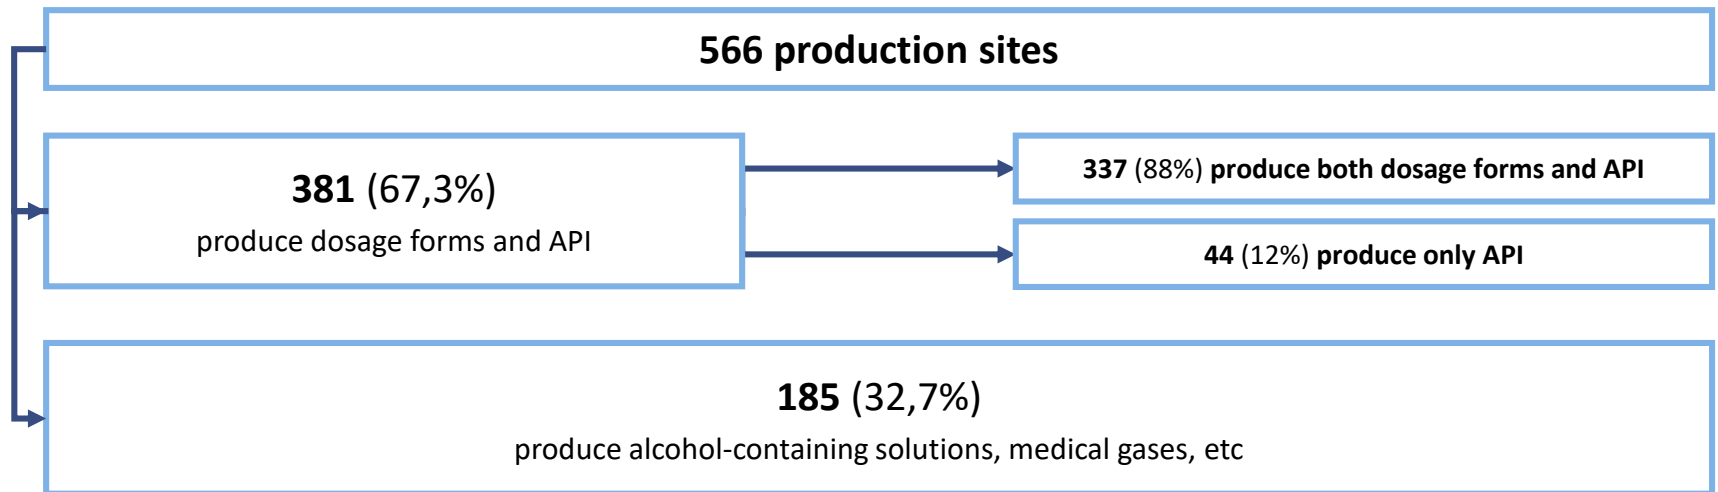 566 production sites
381 (67,3%)
produce dosage forms and API
337 (88%) produce both dosage forms and API
44 (12%) produce only API
185 (32,7%)
produce alcohol-containing solutions, medical gases, etc